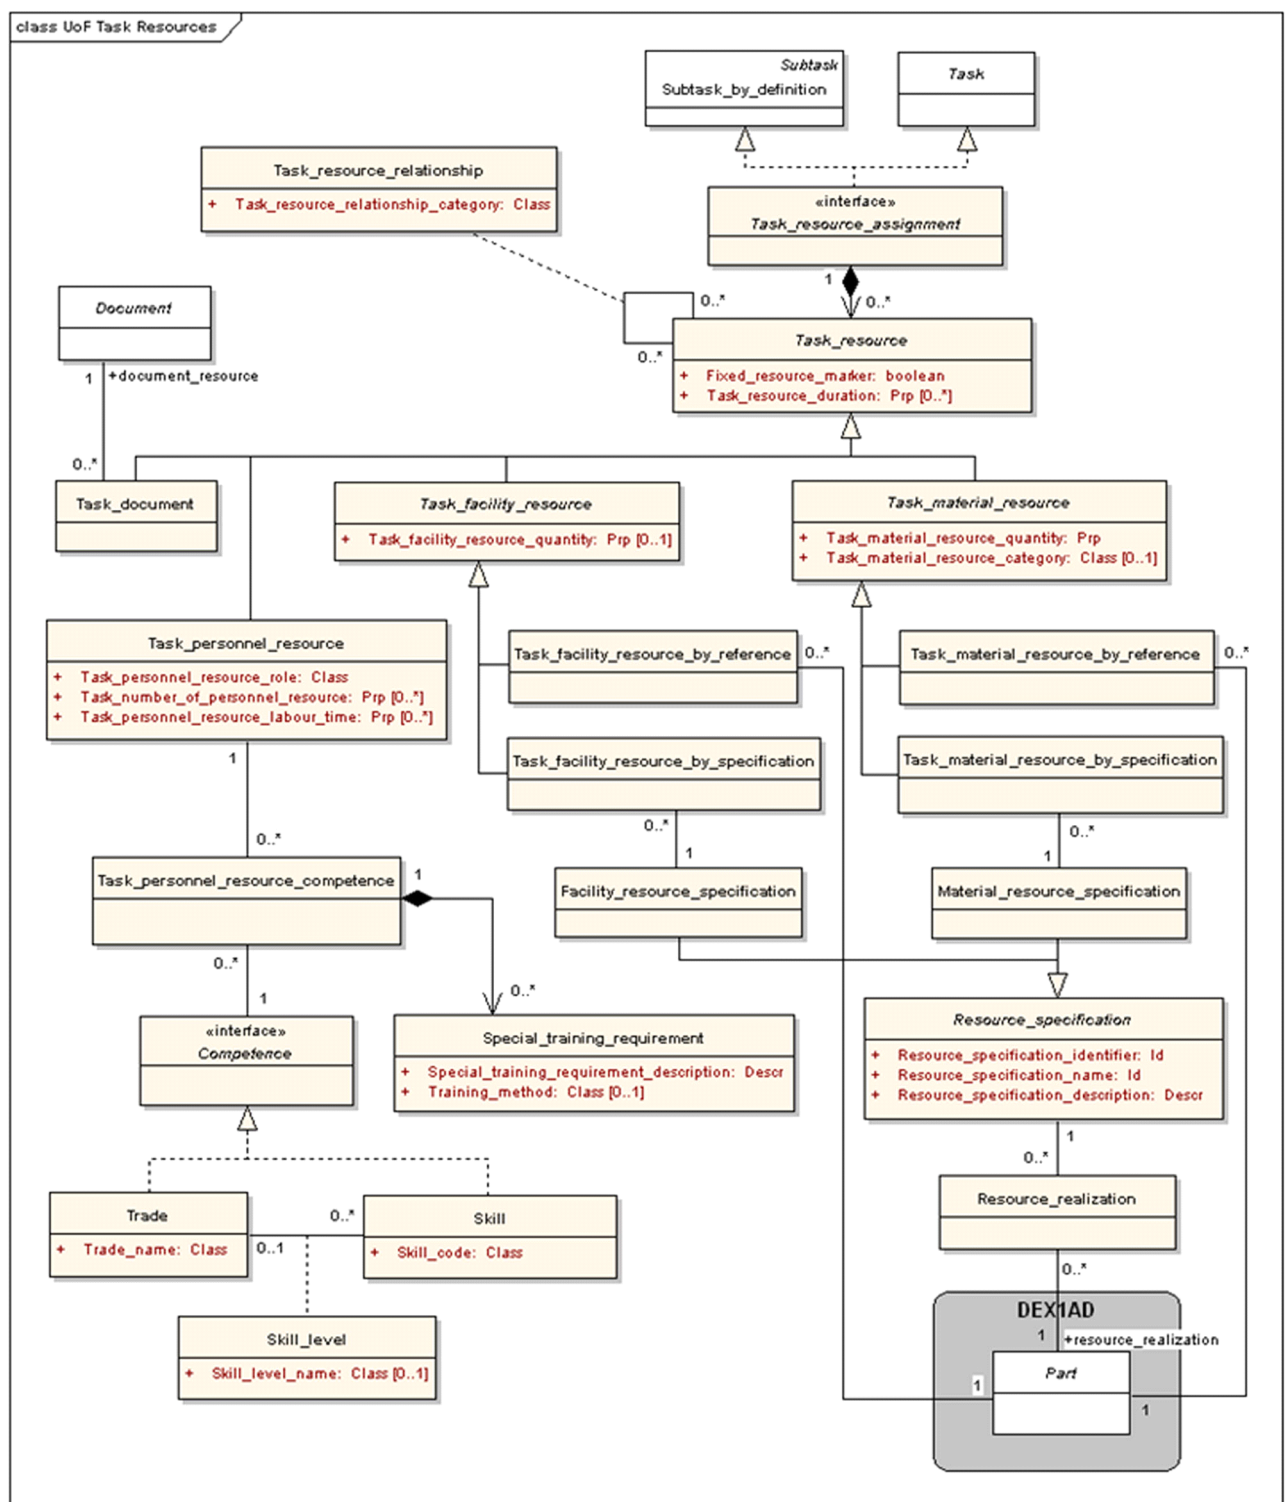 class UoF Task Resources
Subtask
Subtask_by_definition
Task
Task_resource_relationship
+ Task_resource_relationship_category: Class
«interface»
Task_resource_assignment
1
0..*
0..*
0..*
Document
1
+document_resource
0..*
Task_resource
+ Fixed_resource_marker: boolean
+ Task_resource_duration: Prp [0..*]
Task_document
Task_facility_resource
+ Task_facility_resource_quantity: Prp [0..1]
Task_material_resource
+ Task_material_resource_quantity: Prp
+ Task_material_resource_category: Class [0..1]
Task_personnel_resource
+ Task_personnel_resource_role: Class
+ Task_number_of_personnel_resource: Prp [0..*]
+ Task_personnel_resource_labour_time: Prp [0..*]
Task_facility_resource_by_reference
0..*
Task_material_resource_by_reference
0..*
1
Task_facility_resource_by_specification
Task_material_resource_by_specification
0..*
0..*
0..*
1
1
Task_personnel_resource_competence
1
Facility_resource_specification
Material_resource_specification
0..*
1
0..*
«interface»
Competence
Special_training_requirement
+ Special_training_requirement_description: Descr
+ Training_method: Class [0..1]
Resource_specification
+ Resource_specification_identifier: Id
+ Resource_specification_name: Id
+ Resource_specification_description: Descr
1
0..*
Trade
+ Trade_name: Class
0..*
0..1
Skill
+ Skill_code: Class
Resource_realization
0..*
Skill_level
+ Skill_level_name: Class [0..1]
DEX1AD
1
+resource_realization
Part
1
1